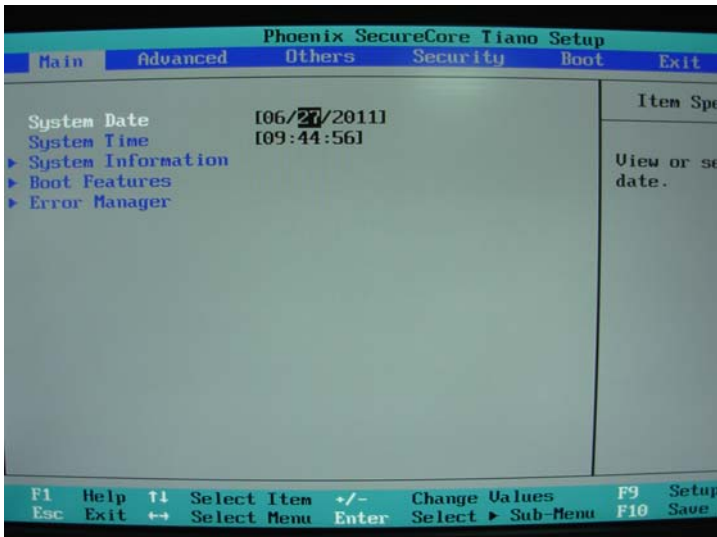 Phoenix SecureCore Tiano Setup
Main Advanced Others Security Boot Exit
System Date [06/27/2011]
System Time [09:44:56]
▶ System Information
▶ Boot Features
▶ Error Manager
Item
View or
date.
F1 Help ↑↓ Select Item +/- Change Values F9 Setup
Esc Exit ↔ Select Menu Enter Select ▶ Sub-Menu F10 Save